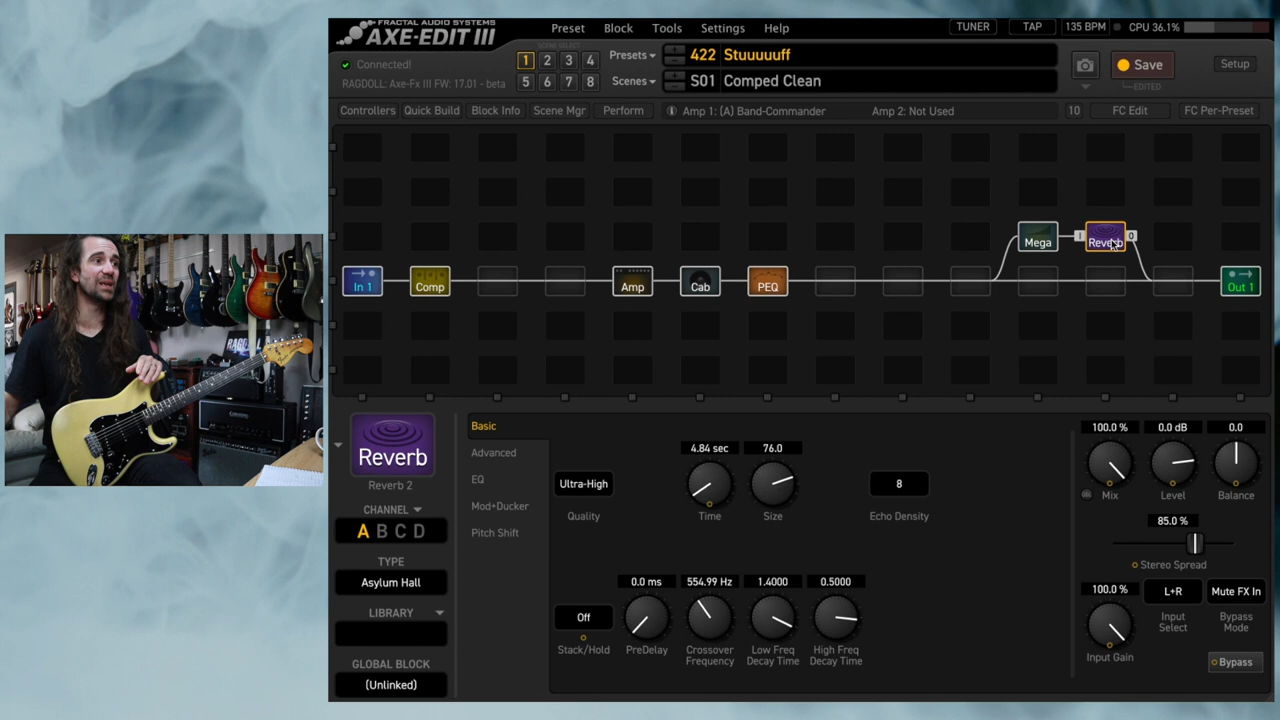 FRACTAL AUDIO SYSTEMS
AXE-EDIT III
Preset Block Tools Settings Help
TUNER TAP 135 BPM CPU 36.1%
SCENE SELECT
1 2 3 4
5 6 7 8
Presets 422 Stuuuuuff
Scenes S01 Comped Clean
Connected!
RAGDOLL: Axe-Fx III FW: 17.01 - beta
Save
EDITED
Setup
Controllers Quick Build Block Info Scene Mgr Perform
Amp 1: (A) Band-Commander Amp 2: Not Used
10 FC Edit FC Per-Preset
Mega I Reverb O
In 1 Comp Amp Cab PEQ Out 1
RAGDOLL
Reverb
Reverb 2
CHANNEL
A B C D
TYPE
Asylum Hall
LIBRARY
GLOBAL BLOCK
(Unlinked)
Basic
Advanced
EQ
Mod+Ducker
Pitch Shift
4.84 sec 76.0
Ultra-High 8
Quality Time Size Echo Density
0.0 ms 554.99 Hz 1.4000 0.5000
Off
Stack/Hold PreDelay Crossover Frequency Low Freq Decay Time High Freq Decay Time
100.0 % 0.0 dB 0.0
Mix Level Balance
85.0 %
Stereo Spread
100.0 % L+R Mute FX In
Input Gain Input Select Bypass Mode
Bypass